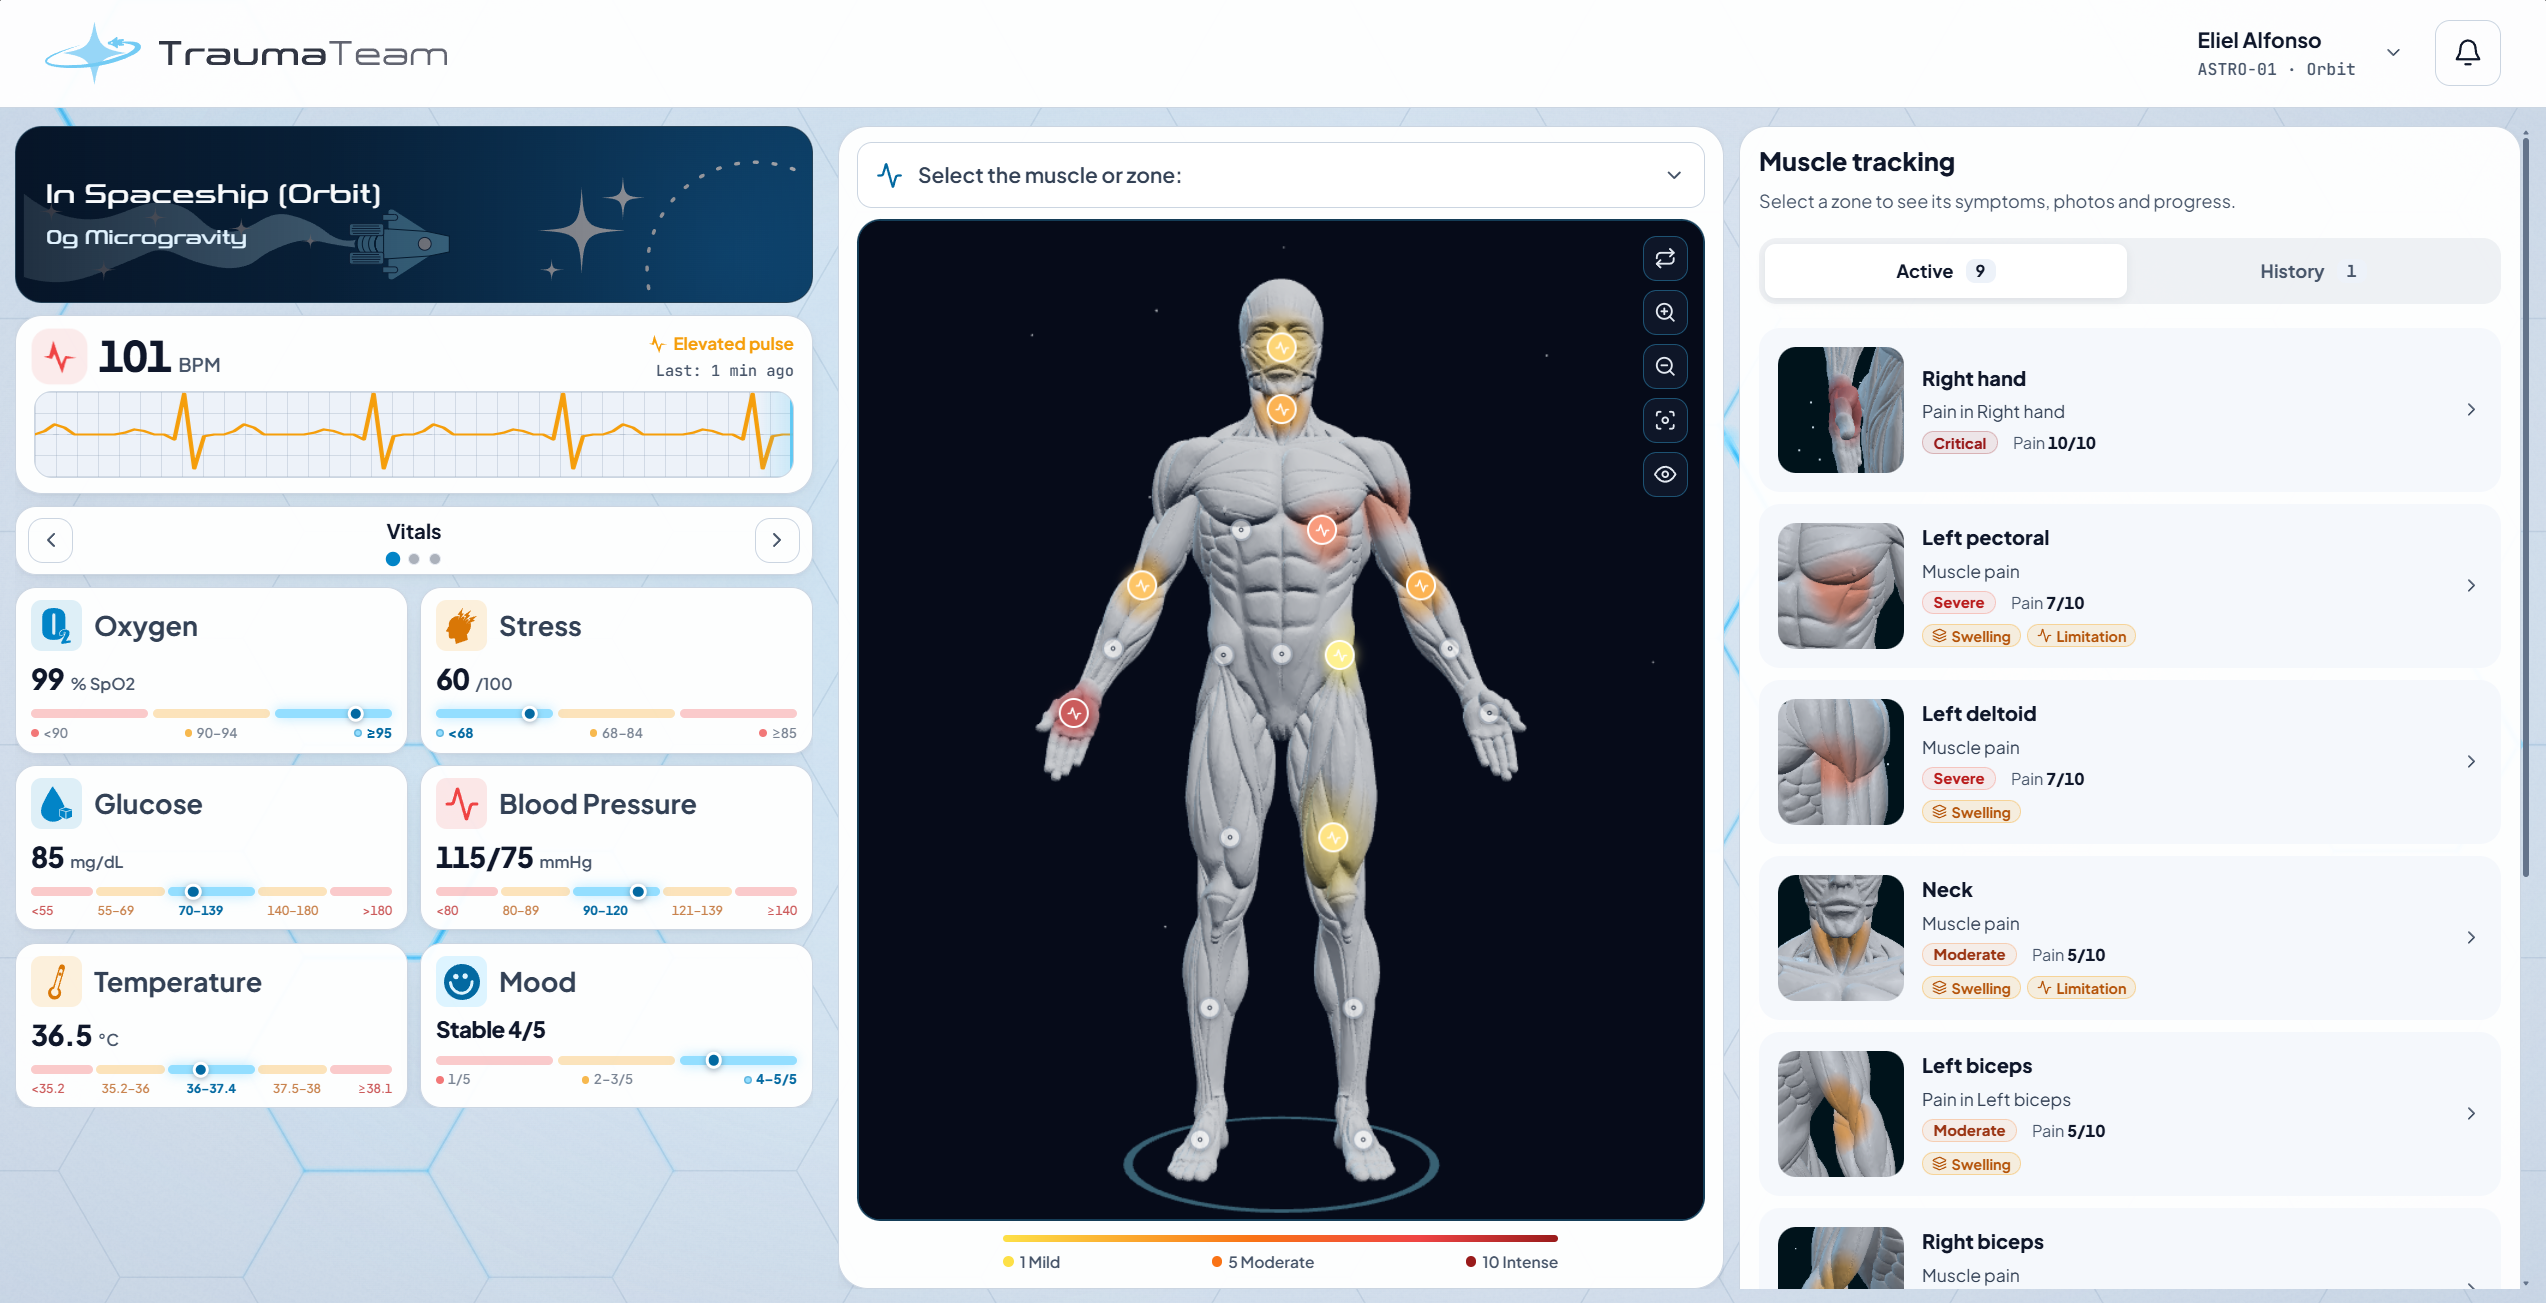 TraumaTeam
Eliel Alfonso
ASTRO-01 · Orbit
In Spaceship (Orbit)
0g Microgravity
101 BPM
Elevated pulse
Last: 1 min ago
Vitals
O2 Oxygen
99 % SpO2
<90 90–94 ≥95
Stress
60 /100
<68 68–84 ≥85
Glucose
85 mg/dL
<55 55–69 70–139 140–180 >180
Blood Pressure
115/75 mmHg
<80 80–89 90–120 121–139 ≥140
Temperature
36.5 °C
<35.2 35.2–36 36–37.4 37.5–38 ≥38.1
Mood
Stable 4/5
1/5 2–3/5 4–5/5
Select the muscle or zone:
1 Mild 5 Moderate 10 Intense
Muscle tracking
Select a zone to see its symptoms, photos and progress.
Active 9 History 1
Right hand
Pain in Right hand
Critical Pain 10/10
Left pectoral
Muscle pain
Severe Pain 7/10
Swelling Limitation
Left deltoid
Muscle pain
Severe Pain 7/10
Swelling
Neck
Muscle pain
Moderate Pain 5/10
Swelling Limitation
Left biceps
Pain in Left biceps
Moderate Pain 5/10
Swelling
Right biceps
Muscle pain